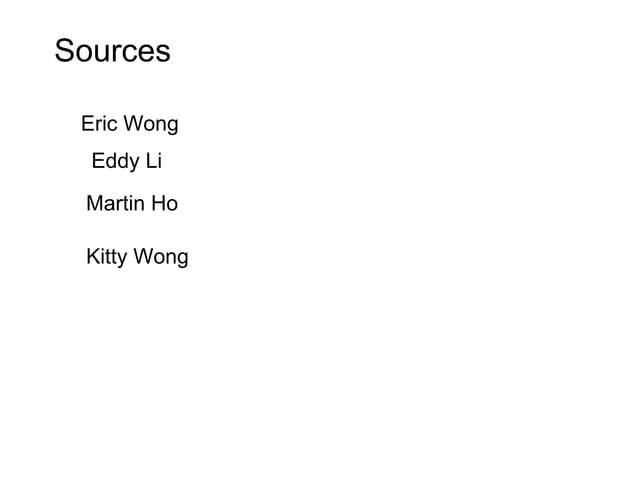 Sources
Eric Wong
Eddy Li
Martin Ho
Kitty Wong